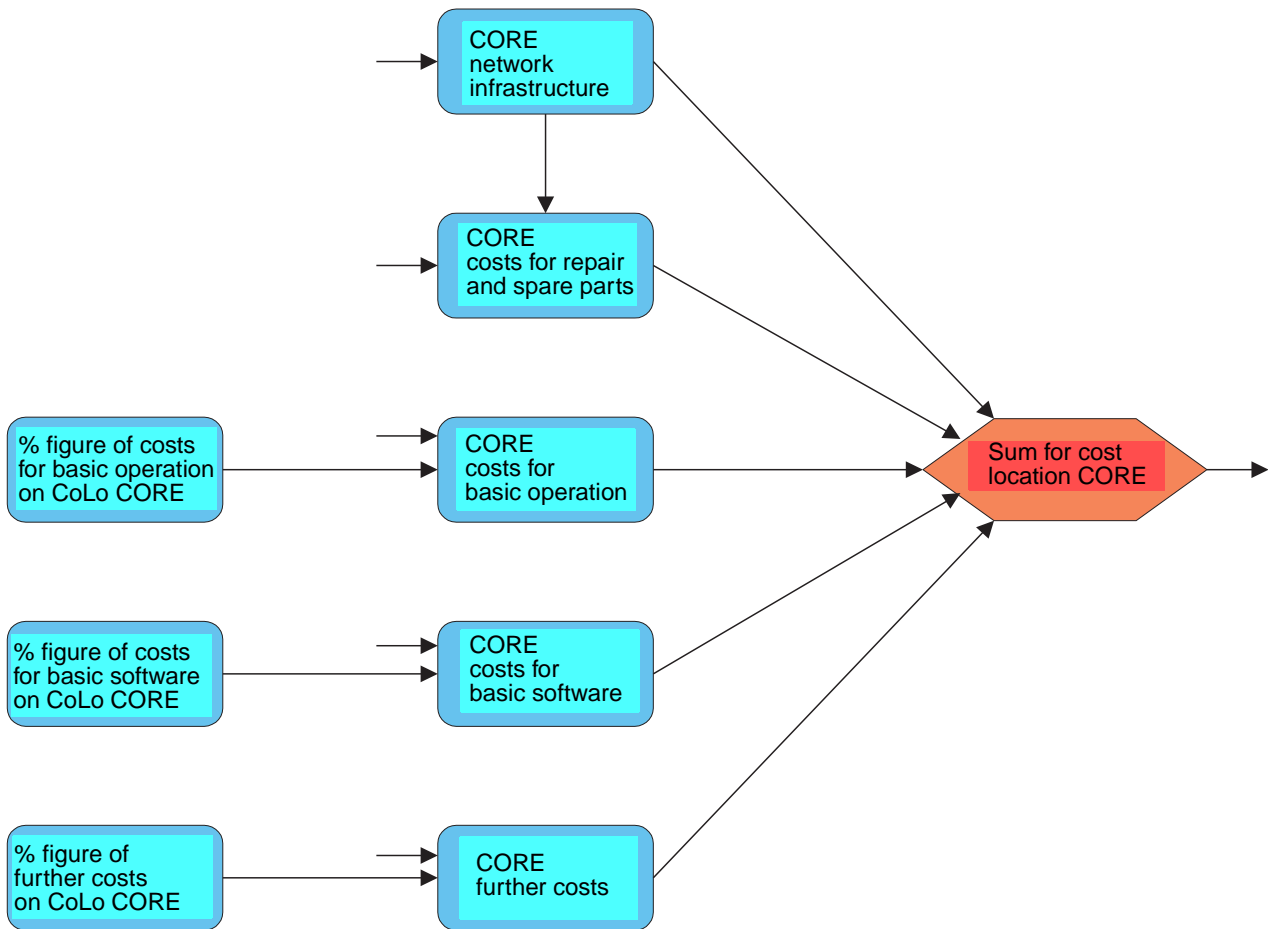 CORE
network
infrastructure
CORE
costs for repair
and spare parts
% figure of costs
for basic operation
on CoLo CORE
CORE
costs for
basic operation
Sum for cost
location CORE
% figure of costs
for basic software
on CoLo CORE
CORE
costs for
basic software
% figure of
further costs
on CoLo CORE
CORE
further costs